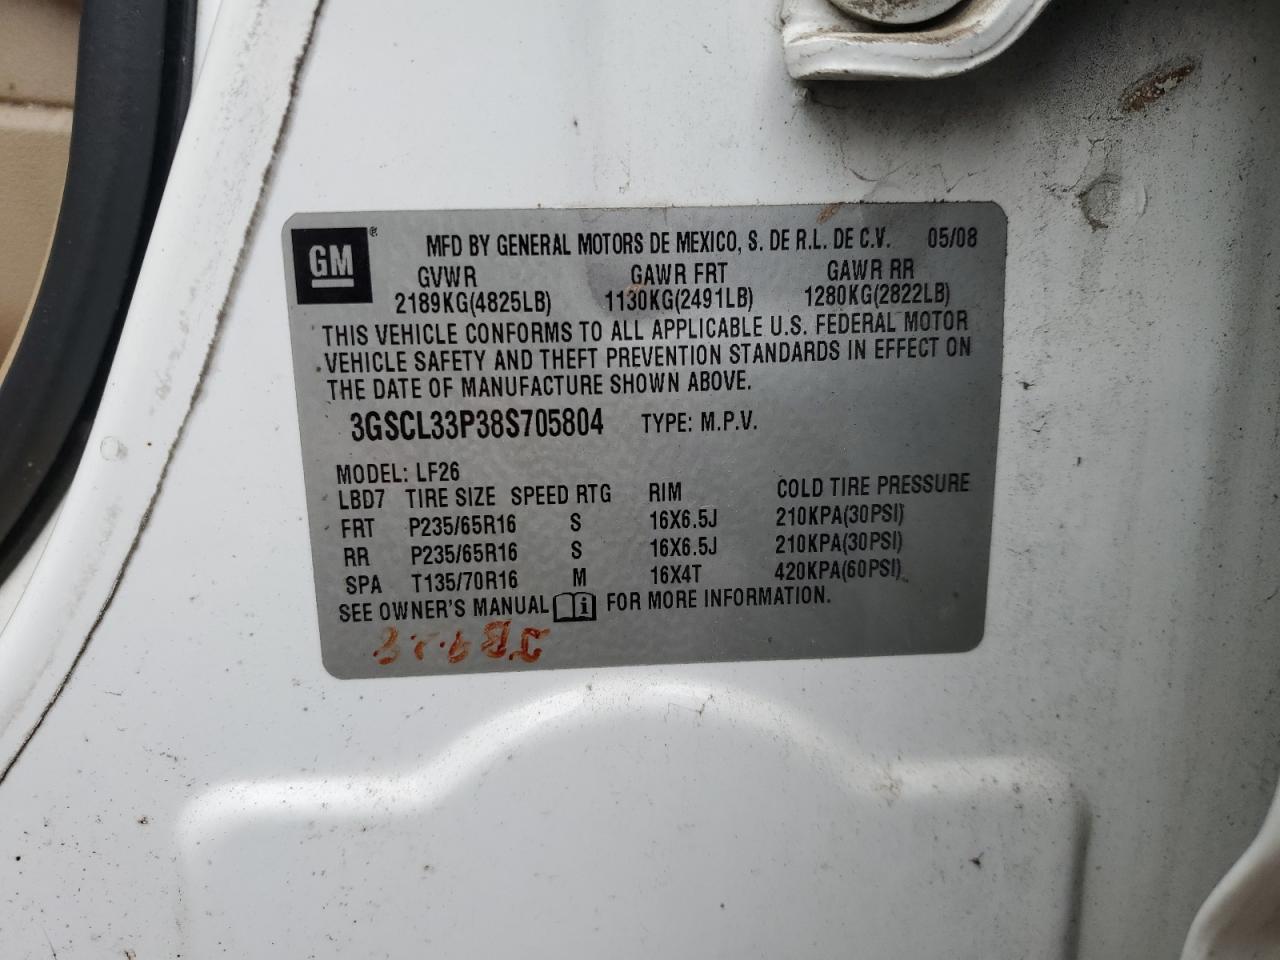 GM® MFD BY GENERAL MOTORS DE MEXICO, S. DE R.L. DE C.V. 05/08
GVWR GAWR FRT GAWR RR
2189KG(4825LB) 1130KG(2491LB) 1280KG(2822LB)
THIS VEHICLE CONFORMS TO ALL APPLICABLE U.S. FEDERAL MOTOR
VEHICLE SAFETY AND THEFT PREVENTION STANDARDS IN EFFECT ON
THE DATE OF MANUFACTURE SHOWN ABOVE.
3GSCL33P38S705804 TYPE: M.P.V.
MODEL: LF26
LBD7 TIRE SIZE SPEED RTG RIM COLD TIRE PRESSURE
FRT P235/65R16 S 16X6.5J 210KPA(30PSI)
RR P235/65R16 S 16X6.5J 210KPA(30PSI)
SPA T135/70R16 M 16X4T 420KPA(60PSI)
SEE OWNER'S MANUAL FOR MORE INFORMATION.